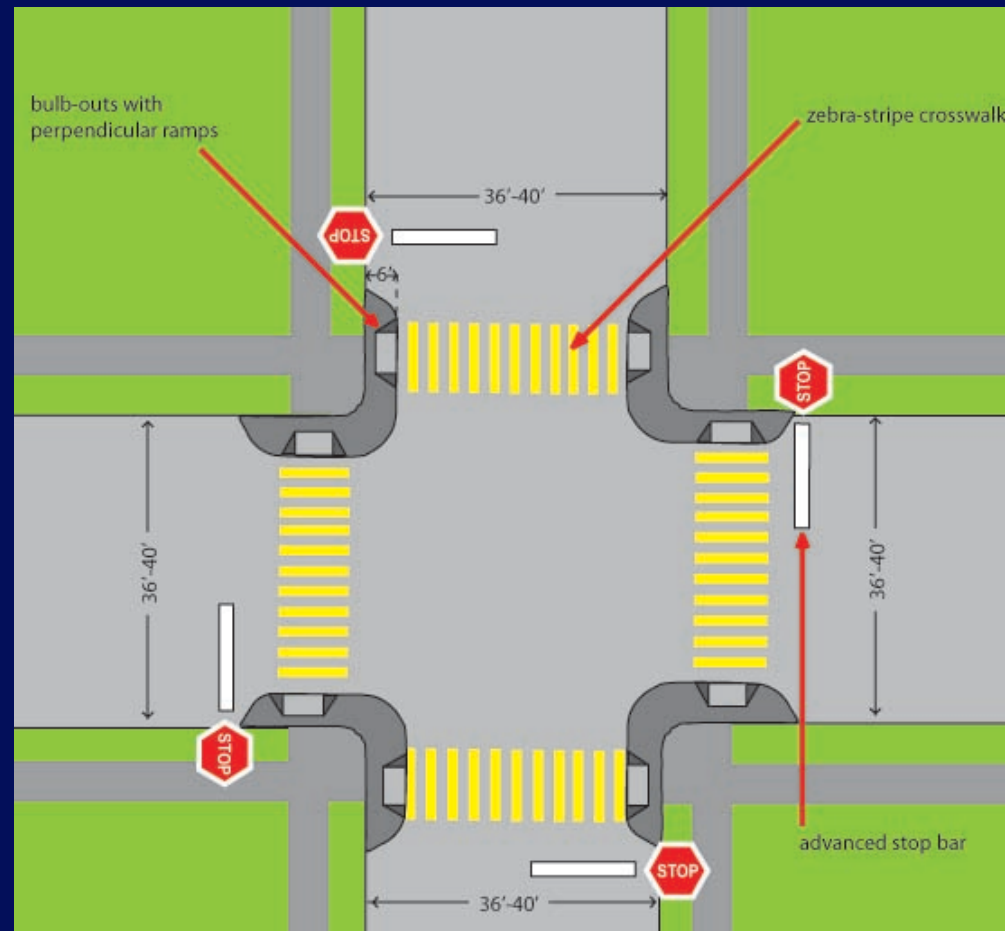 bulb-outs with
perpendicular ramps
zebra-stripe crosswalk
36'-40'
STOP
6'
STOP
36'-40'
36'-40'
STOP
advanced stop bar
STOP
36'-40'